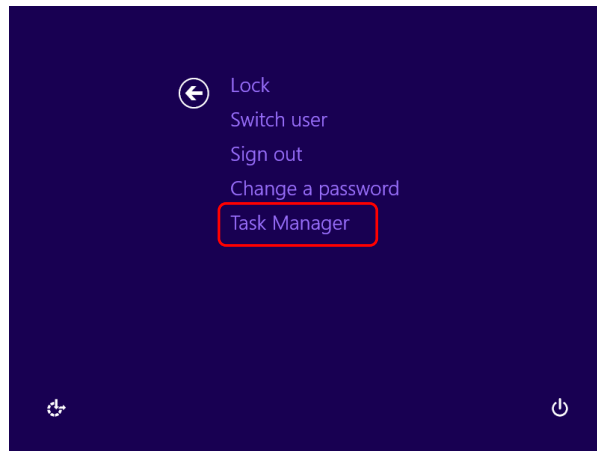 Lock
Switch user
Sign out
Change a password
Task Manager